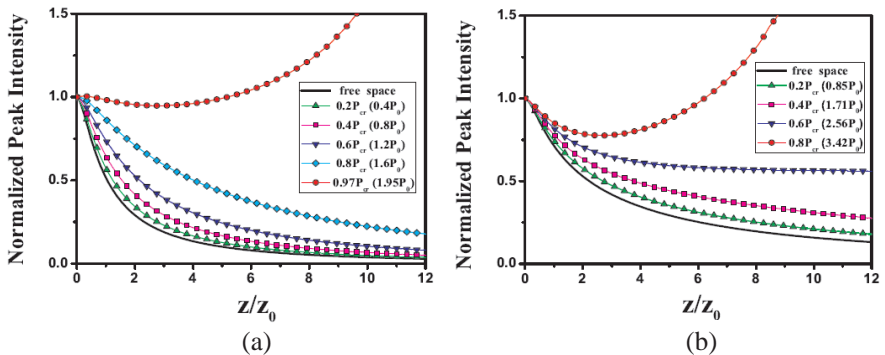 1.5
1.0
0.5
0.0
Normalized Peak Intensity
free space
0.2Pcr (0.4P0)
0.4Pcr (0.8P0)
0.6Pcr (1.2P0)
0.8Pcr (1.6P0)
0.97Pcr (1.95P0)
0 2 4 6 8 10 12
z/z0
(a)
1.5
1.0
0.5
0.0
Normalized Peak Intensity
free space
0.2Pcr (0.85P0)
0.4Pcr (1.71P0)
0.6Pcr (2.56P0)
0.8Pcr (3.42P0)
0 2 4 6 8 10 12
z/z0
(b)